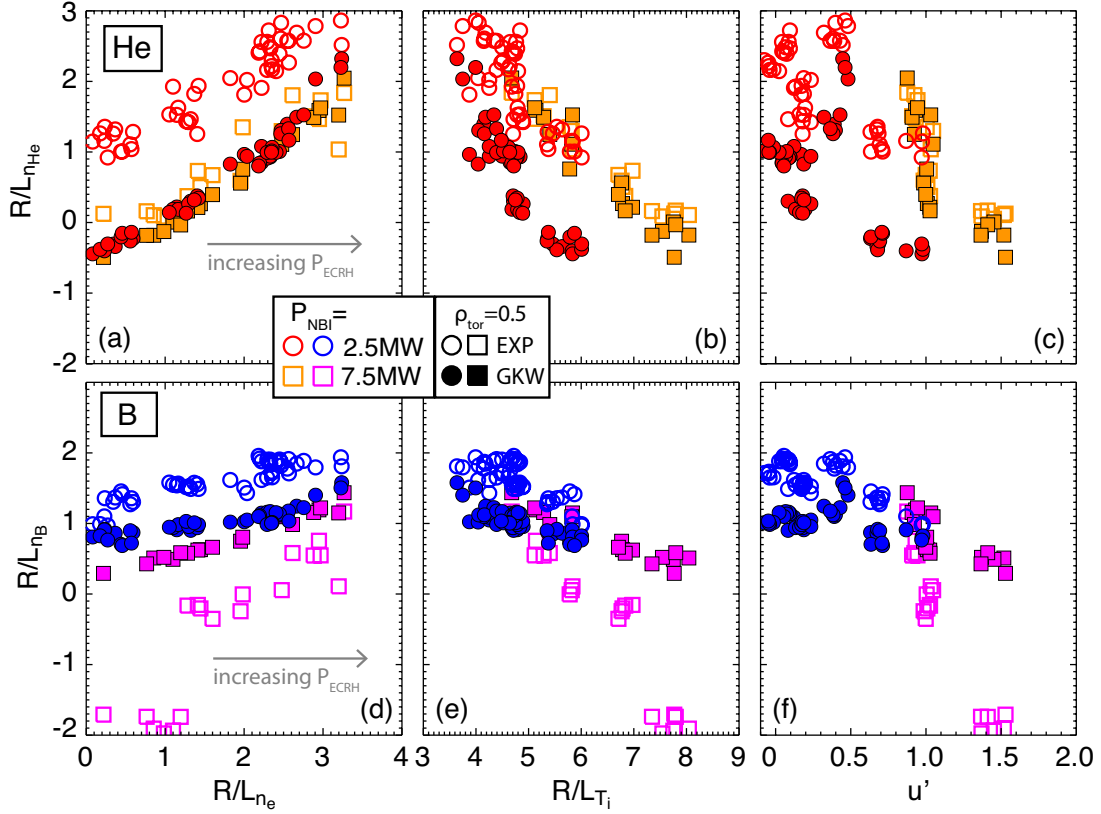 He
3
2
1
0
-1
-2
R/L_{n_{He}}
increasing P_{ECRH}
(a)
(b)
(c)
P_{NBI}=
2.5MW
7.5MW
ρ_{tor}=0.5
EXP
GKW
B
2
1
0
-1
-2
R/L_{n_B}
increasing P_{ECRH}
(d)
(e)
(f)
0 1 2 3 4
3 4 5 6 7 8 9
0.0 0.5 1.0 1.5 2.0
R/L_{n_e}
R/L_{T_i}
u'